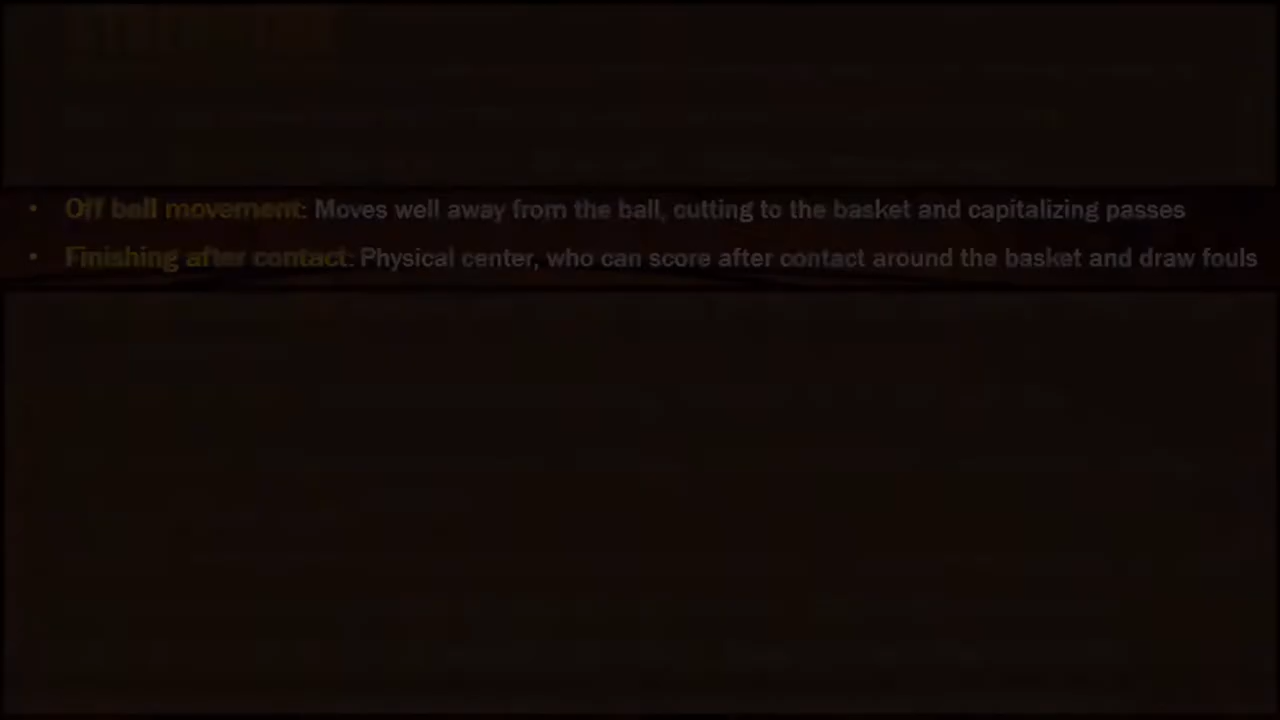 • Off ball movement: Moves well away from the ball, cutting to the basket and capitalizing passes
• Finishing after contact: Physical center, who can score after contact around the basket and draw fouls